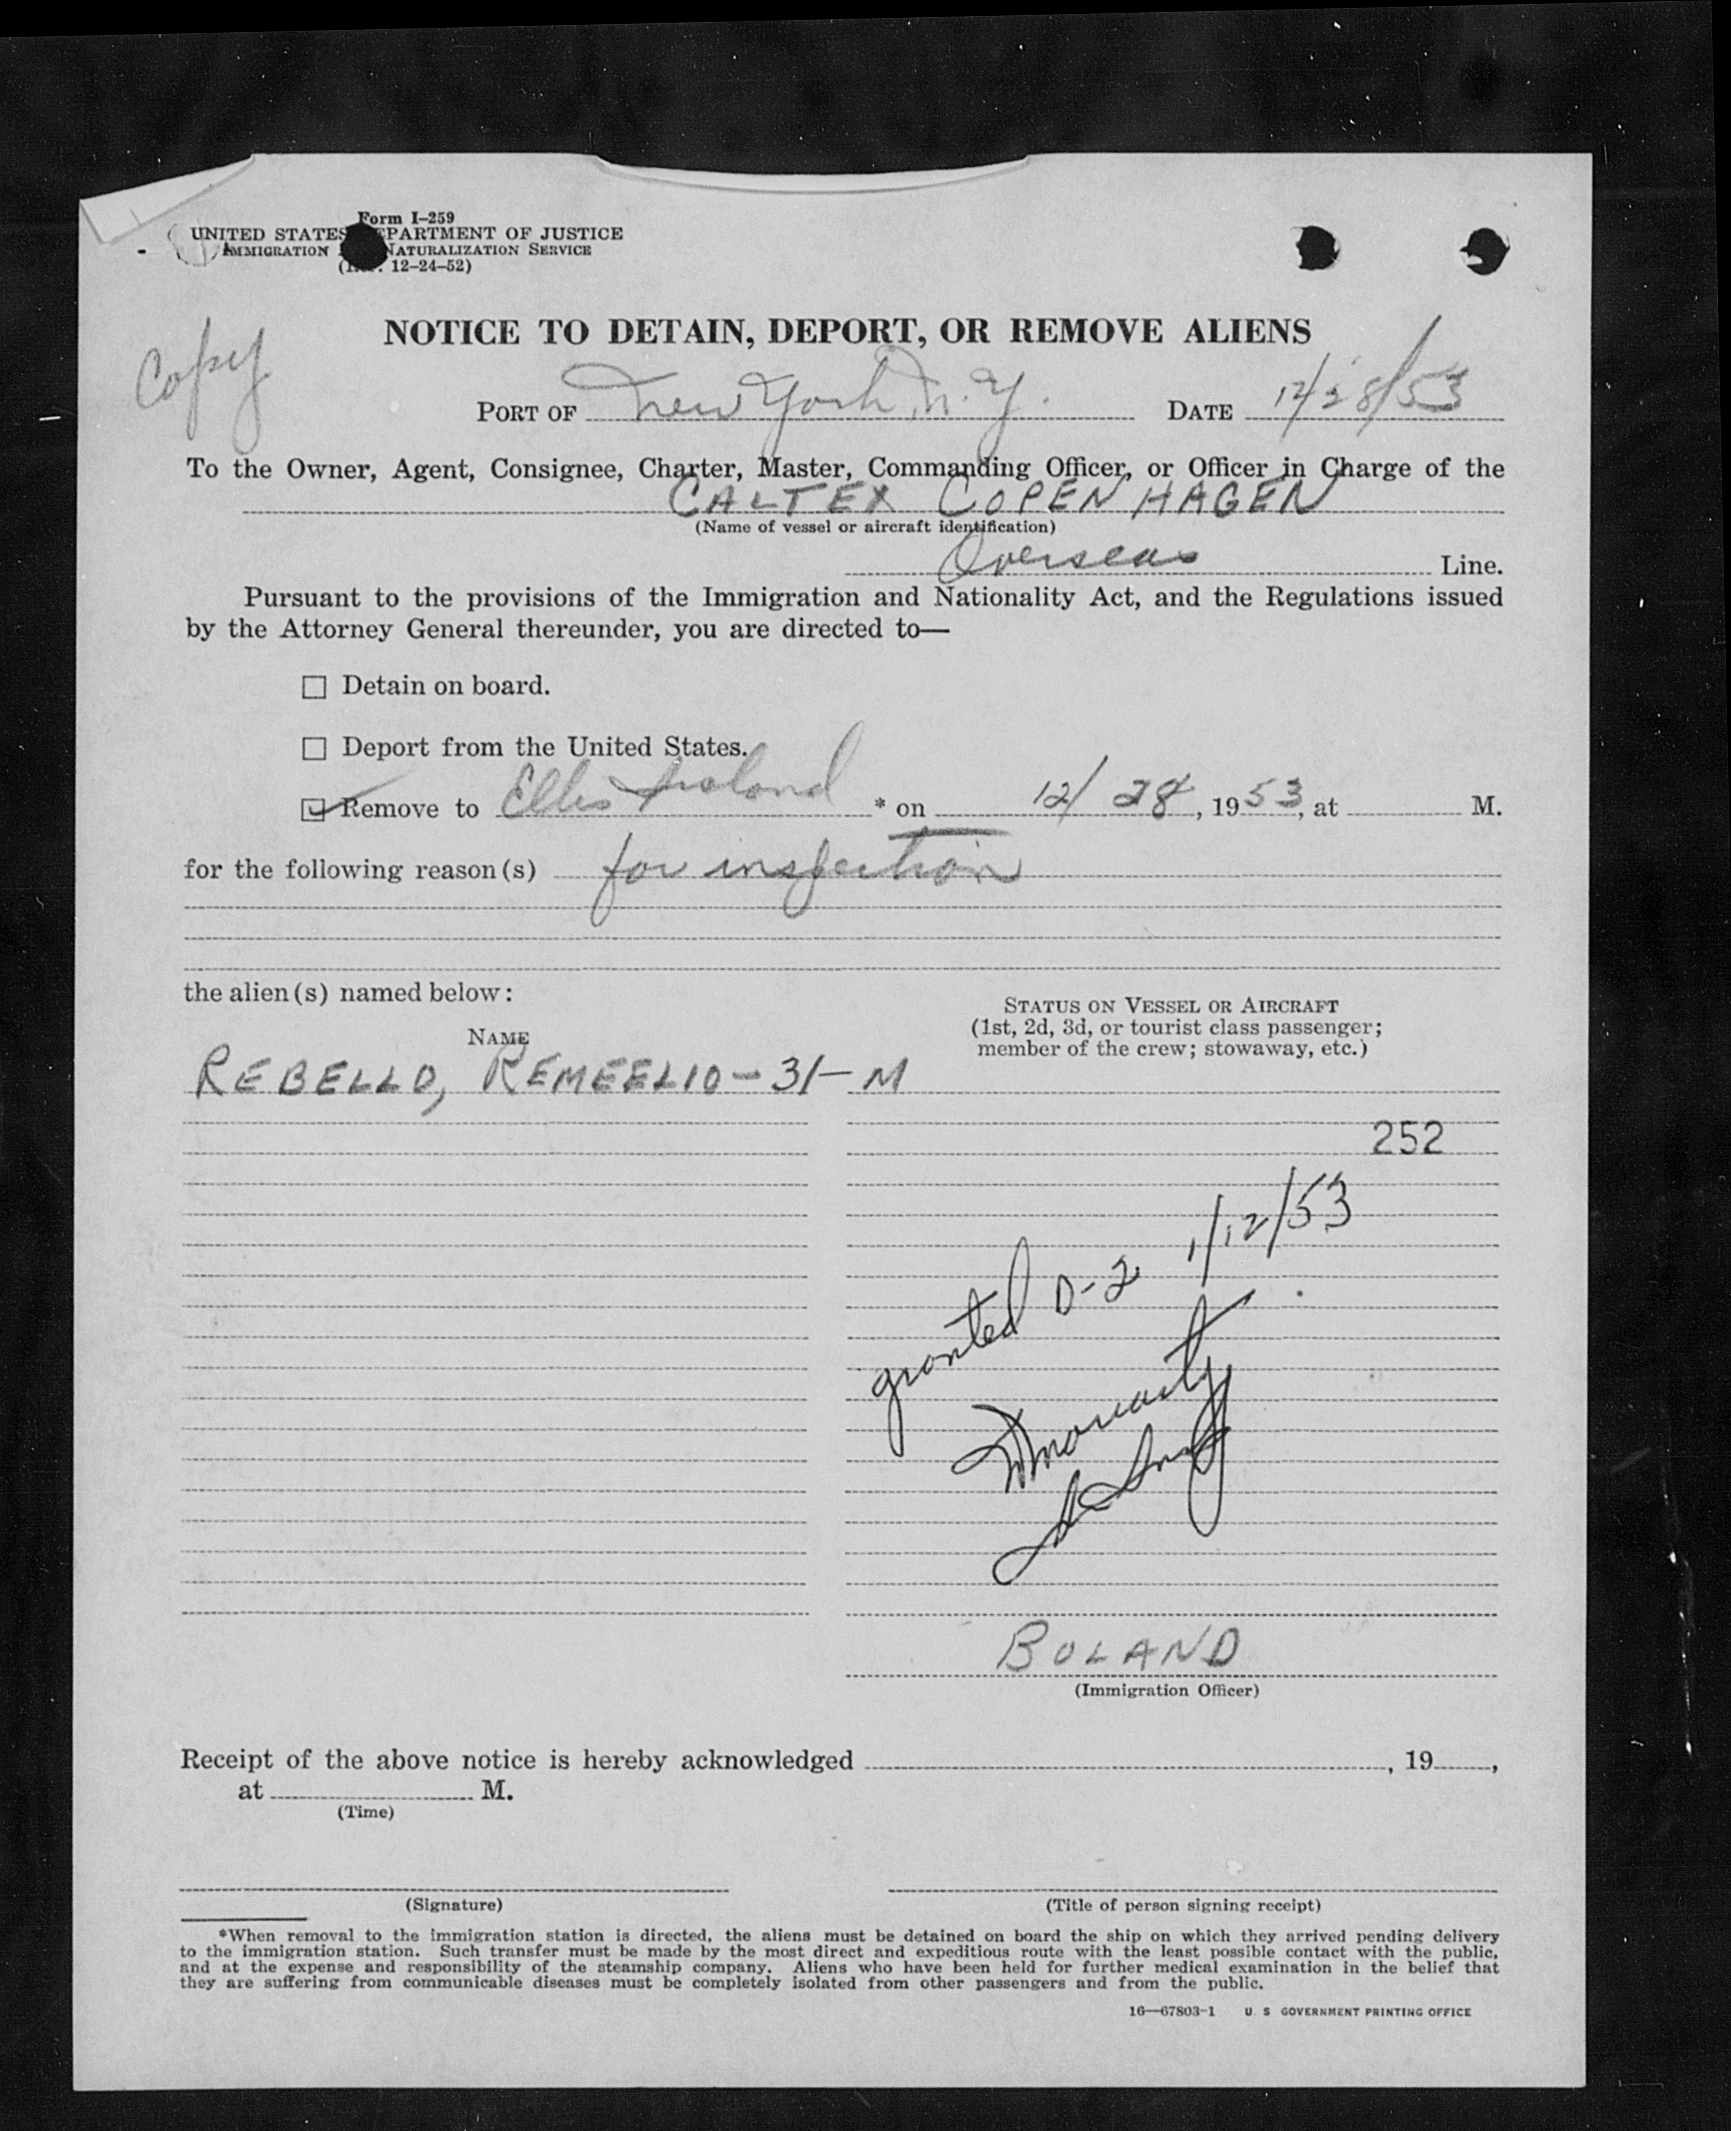 Form I-259
UNITED STATES DEPARTMENT OF JUSTICE
IMMIGRATION NATURALIZATION SERVICE
12-24-52)
Copy
NOTICE TO DETAIN, DEPORT, OR REMOVE ALIENS
PORT OF New York, N.Y. DATE 12/28/53
To the Owner, Agent, Consignee, Charter, Master, Commanding Officer, or Officer in Charge of the
CALTEX COPENHAGEN
(Name of vessel or aircraft identification)
Overseas Line.
Pursuant to the provisions of the Immigration and Nationality Act, and the Regulations issued
by the Attorney General thereunder, you are directed to—
☐ Detain on board.
☐ Deport from the United States.
☑ Remove to Ellis Island * on 12/28, 1953, at M.
for the following reason(s) for inspection
the alien(s) named below:
STATUS ON VESSEL OR AIRCRAFT
(1st, 2d, 3d, or tourist class passenger;
member of the crew; stowaway, etc.)
NAME
REBELLO, REMEELIO - 31 - M
252
granted D-2 1/12/53
BOLAND
(Immigration Officer)
Receipt of the above notice is hereby acknowledged , 19 ,
at M.
(Time)
(Signature) (Title of person signing receipt)
*When removal to the immigration station is directed, the aliens must be detained on board the ship on which they arrived pending delivery
to the immigration station. Such transfer must be made by the most direct and expeditious route with the least possible contact with the public,
and at the expense and responsibility of the steamship company. Aliens who have been held for further medical examination in the belief that
they are suffering from communicable diseases must be completely isolated from other passengers and from the public.
16—67803-1 U. S GOVERNMENT PRINTING OFFICE